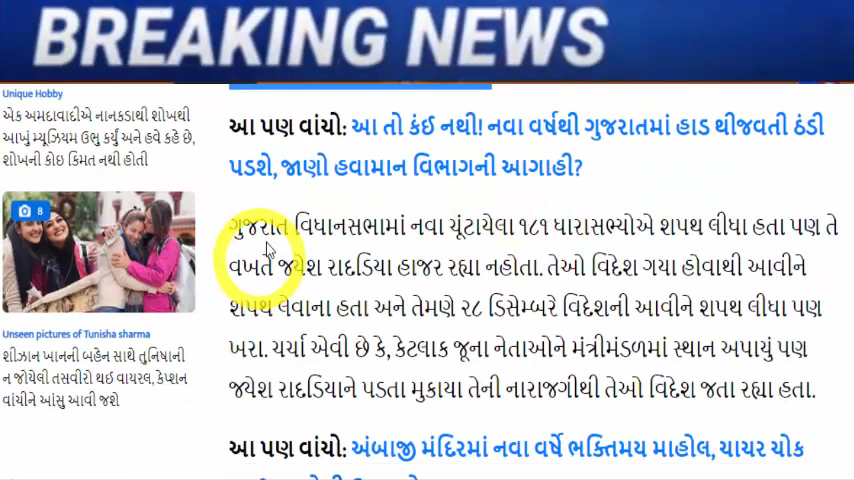 BREAKING NEWS
Unique Hobby
એક અમદાવાદીએ નાનકડાથી શોખથી
આખું મ્યૂઝિયમ ઉભુ કર્યું અને હવે કહે છે,
શોખની કોઇ કિંમત નથી હોતી
8
Unseen pictures of Tunisha sharma
શીઝાન ખાનની બહેન સાથે તુનિષાની
ન જોયેલી તસવીરો થઈ વાયરલ, કેપ્શન
વાંચીને આંસુ આવી જશે
આ પણ વાંચો: આ તો કંઈ નથી! નવા વર્ષથી ગુજરાતમાં હાડ થીજવતી ઠંડી
પડશે, જાણો હવામાન વિભાગની આગાહી?
ગુજરાત વિધાનસભામાં નવા ચૂંટાયેલા ૧૮૧ ધારાસભ્યોએ શપથ લીધા હતા પણ તે
વખતે જયેશ રાદડિયા હાજર રહ્યા નહોતા. તેઓ વિદેશ ગયા હોવાથી આવીને
શપથ લેવાના હતા અને તેમણે ૨૮ ડિસેમ્બરે વિદેશની આવીને શપથ લીધા પણ
ખરા. ચર્ચા એવી છે કે, કેટલાક જૂના નેતાઓને મંત્રીમંડળમાં સ્થાન અપાયું પણ
જ્યેશ રાદડિયાને પડતા મુકાયા તેની નારાજગીથી તેઓ વિદેશ જતા રહ્યા હતા.
આ પણ વાંચો: અંબાજી મંદિરમાં નવા વર્ષે ભક્તિમય માહોલ, ચાચર ચોક